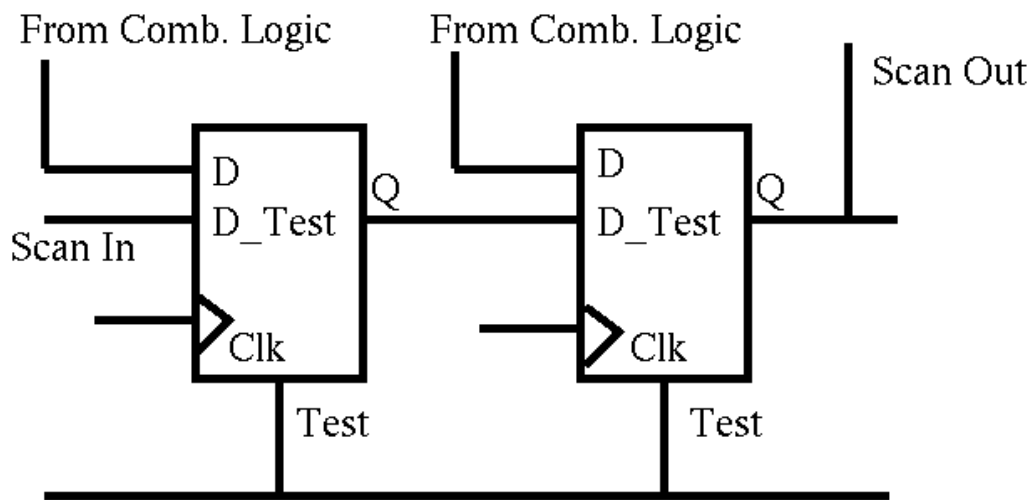 From Comb. Logic
From Comb. Logic
Scan Out
D
D
Q
Q
D_Test
D_Test
Scan In
Clk
Clk
Test
Test